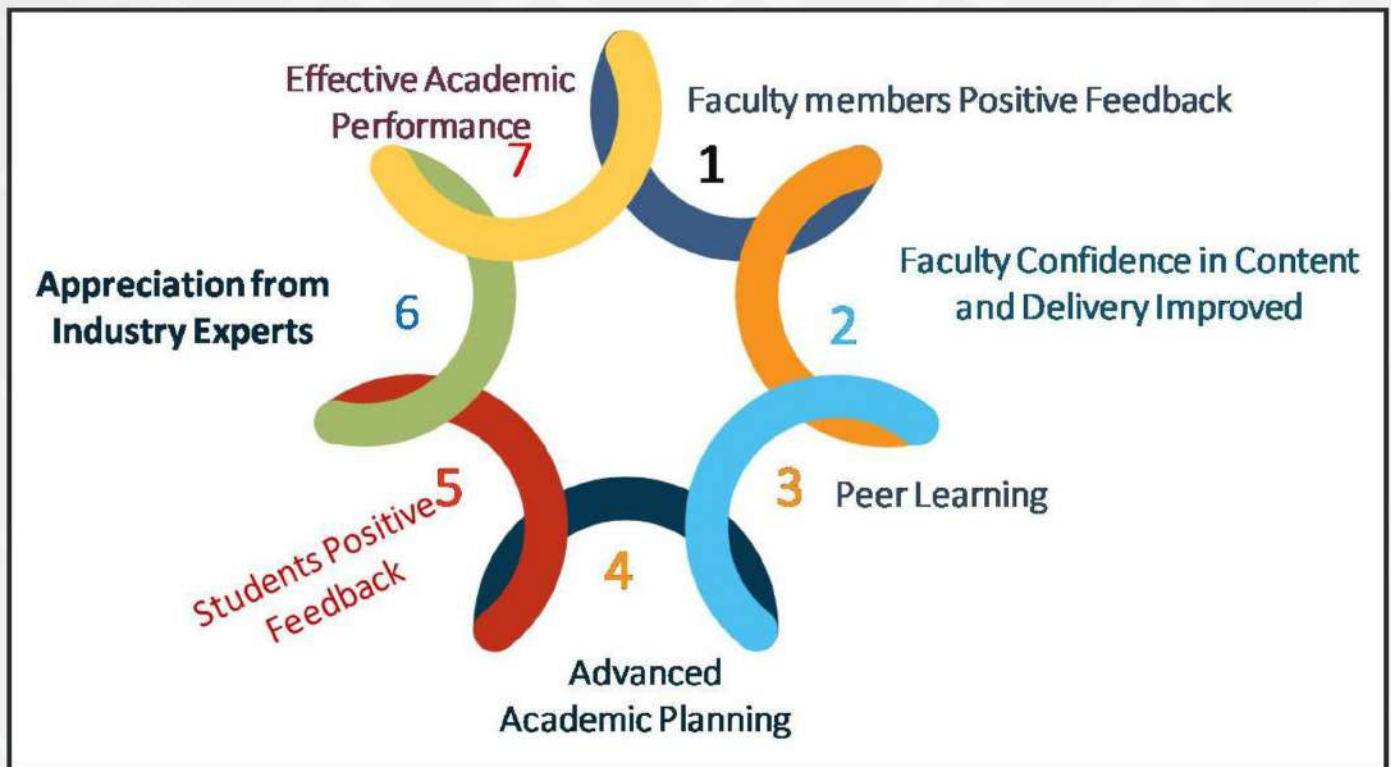 Faculty members Positive Feedback
1
Faculty Confidence in Content
and Delivery Improved
2
3
Peer Learning
4
Advanced
Academic Planning
5
Students Positive
Feedback
6
Appreciation from
Industry Experts
Effective Academic
Performance
7